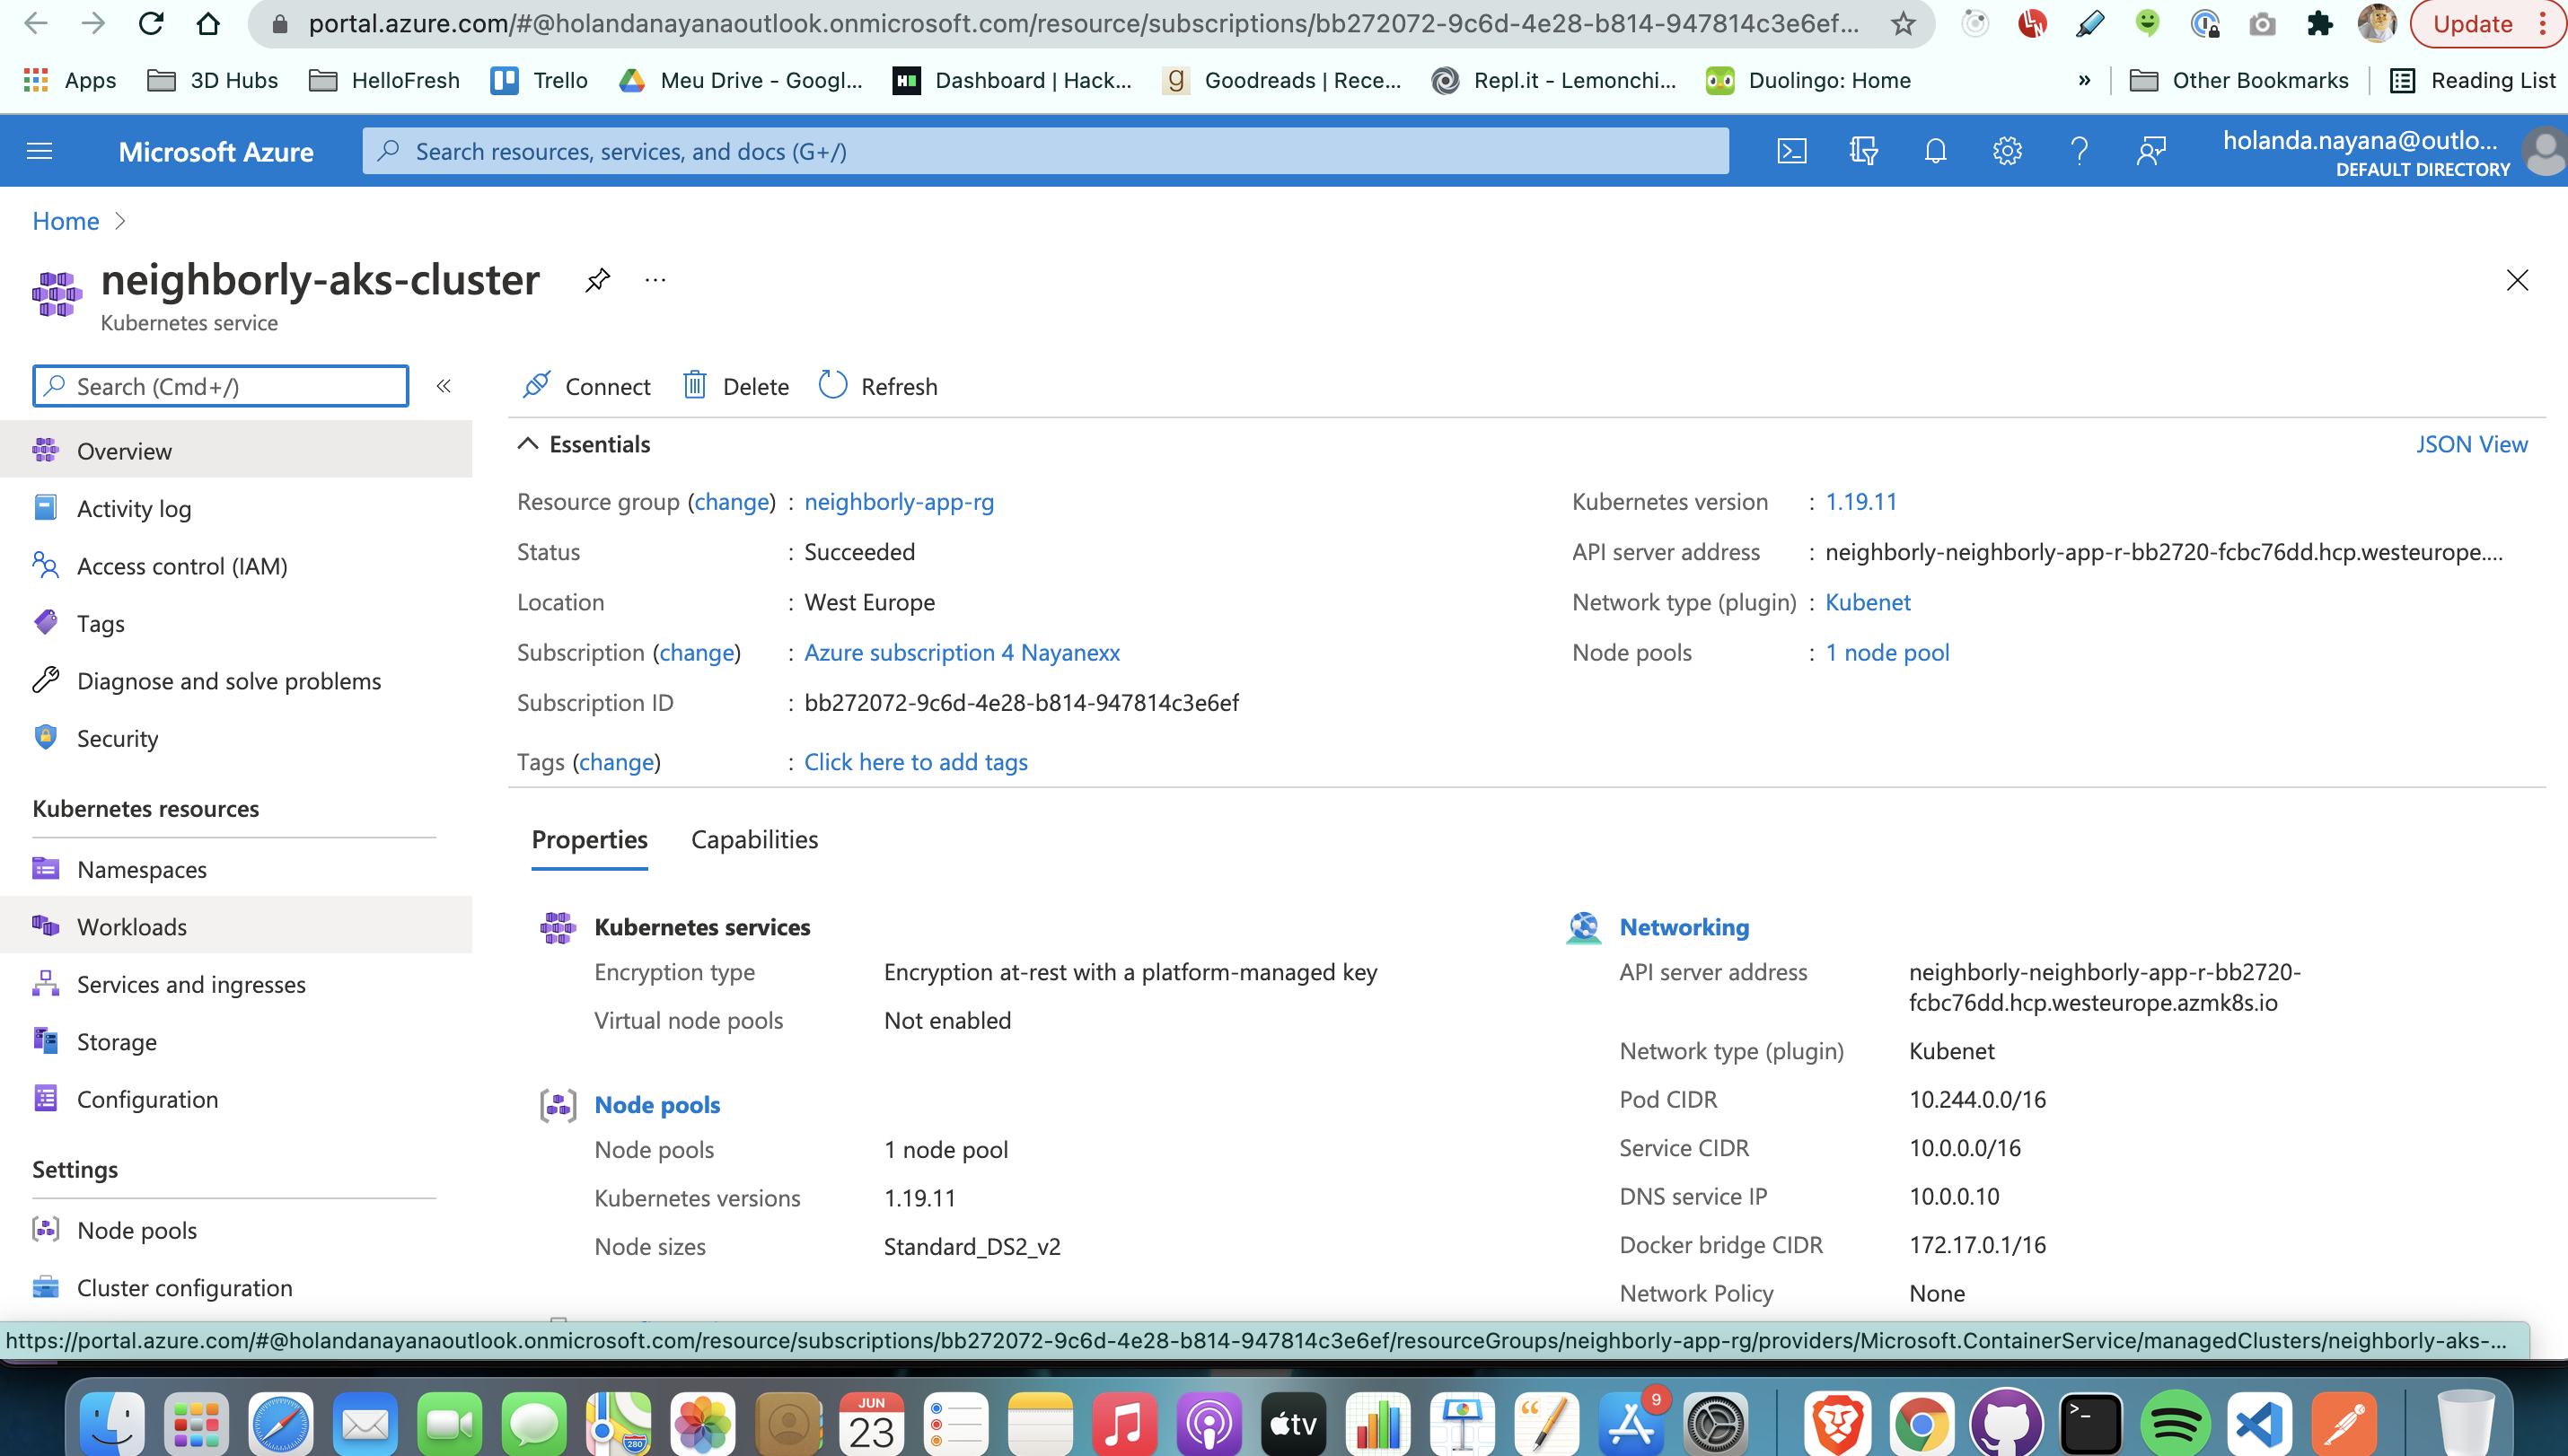 portal.azure.com/#@holandanayanaoutlook.onmicrosoft.com/resource/subscriptions/bb272072-9c6d-4e28-b814-947814c3e6ef...
Update
Apps
3D Hubs
HelloFresh
Trello
Meu Drive - Googl...
Dashboard | Hack...
Goodreads | Rece...
Repl.it - Lemonchi...
Duolingo: Home
»
Other Bookmarks
Reading List
Microsoft Azure
Search resources, services, and docs (G+/)
holanda.nayana@outlo...
DEFAULT DIRECTORY
Home
neighborly-aks-cluster
...
Kubernetes service
Search (Cmd+/)
«
Overview
Activity log
Access control (IAM)
Tags
Diagnose and solve problems
Security
Kubernetes resources
Namespaces
Workloads
Services and ingresses
Storage
Configuration
Settings
Node pools
Cluster configuration
Connect
Delete
Refresh
Essentials
JSON View
Resource group (change) : neighborly-app-rg
Status : Succeeded
Location : West Europe
Subscription (change) : Azure subscription 4 Nayanexx
Subscription ID : bb272072-9c6d-4e28-b814-947814c3e6ef
Tags (change) : Click here to add tags
Kubernetes version : 1.19.11
API server address : neighborly-neighborly-app-r-bb2720-fcbc76dd.hcp.westeurope....
Network type (plugin) : Kubenet
Node pools : 1 node pool
Properties
Capabilities
Kubernetes services
Encryption type Encryption at-rest with a platform-managed key
Virtual node pools Not enabled
Node pools
Node pools 1 node pool
Kubernetes versions 1.19.11
Node sizes Standard_DS2_v2
Networking
API server address neighborly-neighborly-app-r-bb2720-
fcbc76dd.hcp.westeurope.azmk8s.io
Network type (plugin) Kubenet
Pod CIDR 10.244.0.0/16
Service CIDR 10.0.0.0/16
DNS service IP 10.0.0.10
Docker bridge CIDR 172.17.0.1/16
Network Policy None
https://portal.azure.com/#@holandanayanaoutlook.onmicrosoft.com/resource/subscriptions/bb272072-9c6d-4e28-b814-947814c3e6ef/resourceGroups/neighborly-app-rg/providers/Microsoft.ContainerService/managedClusters/neighborly-aks-...
JUN
23
280
tv
9
>_